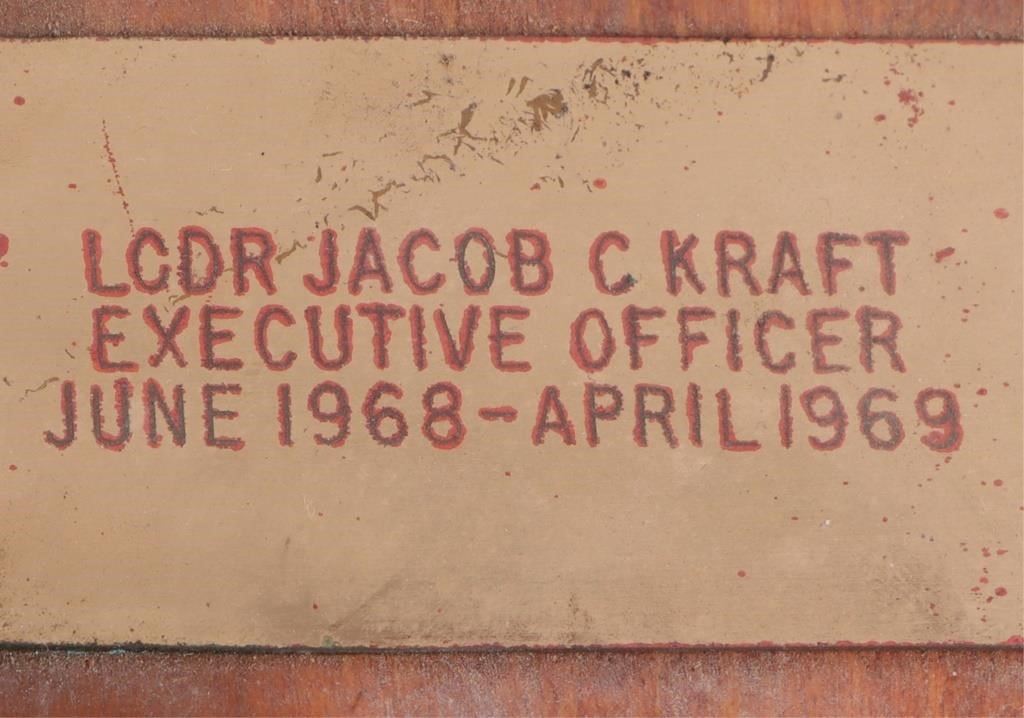 LCDR JACOB C KRAFT
EXECUTIVE OFFICER
JUNE 1968-APRIL 1969